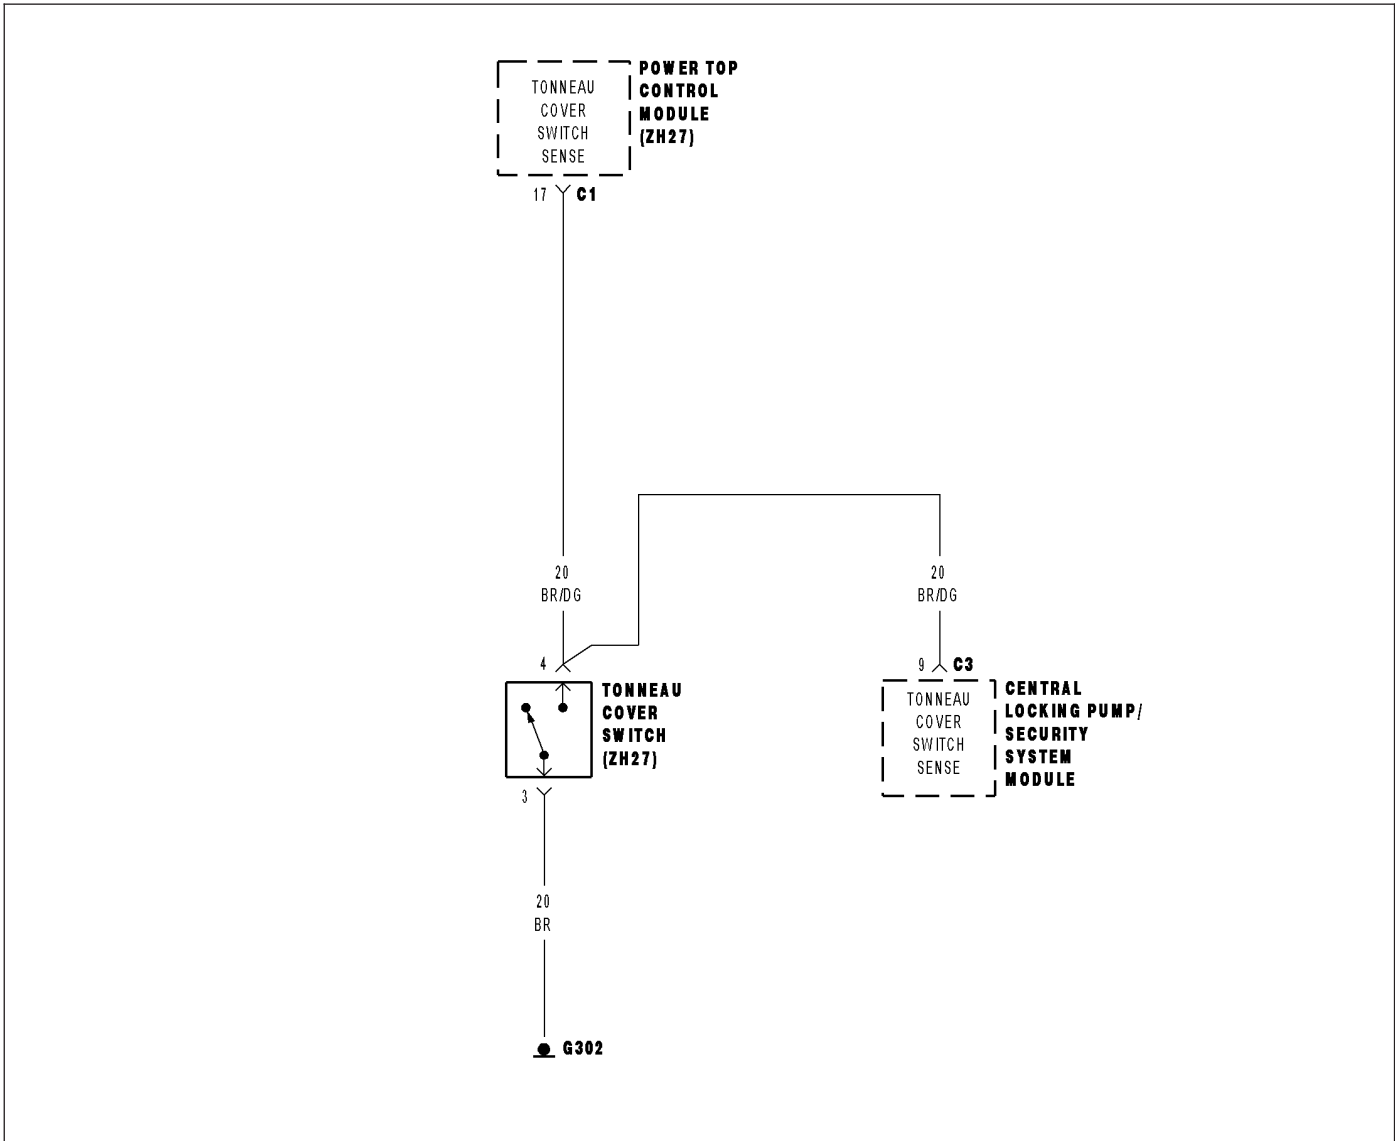 TONNEAU
COVER
SWITCH
SENSE
POWER TOP
CONTROL
MODULE
(ZH27)
17
C1
20
BR/DG
20
BR/DG
4
9
C3
TONNEAU
COVER
SWITCH
(ZH27)
TONNEAU
COVER
SWITCH
SENSE
CENTRAL
LOCKING PUMP/
SECURITY
SYSTEM
MODULE
3
20
BR
G302